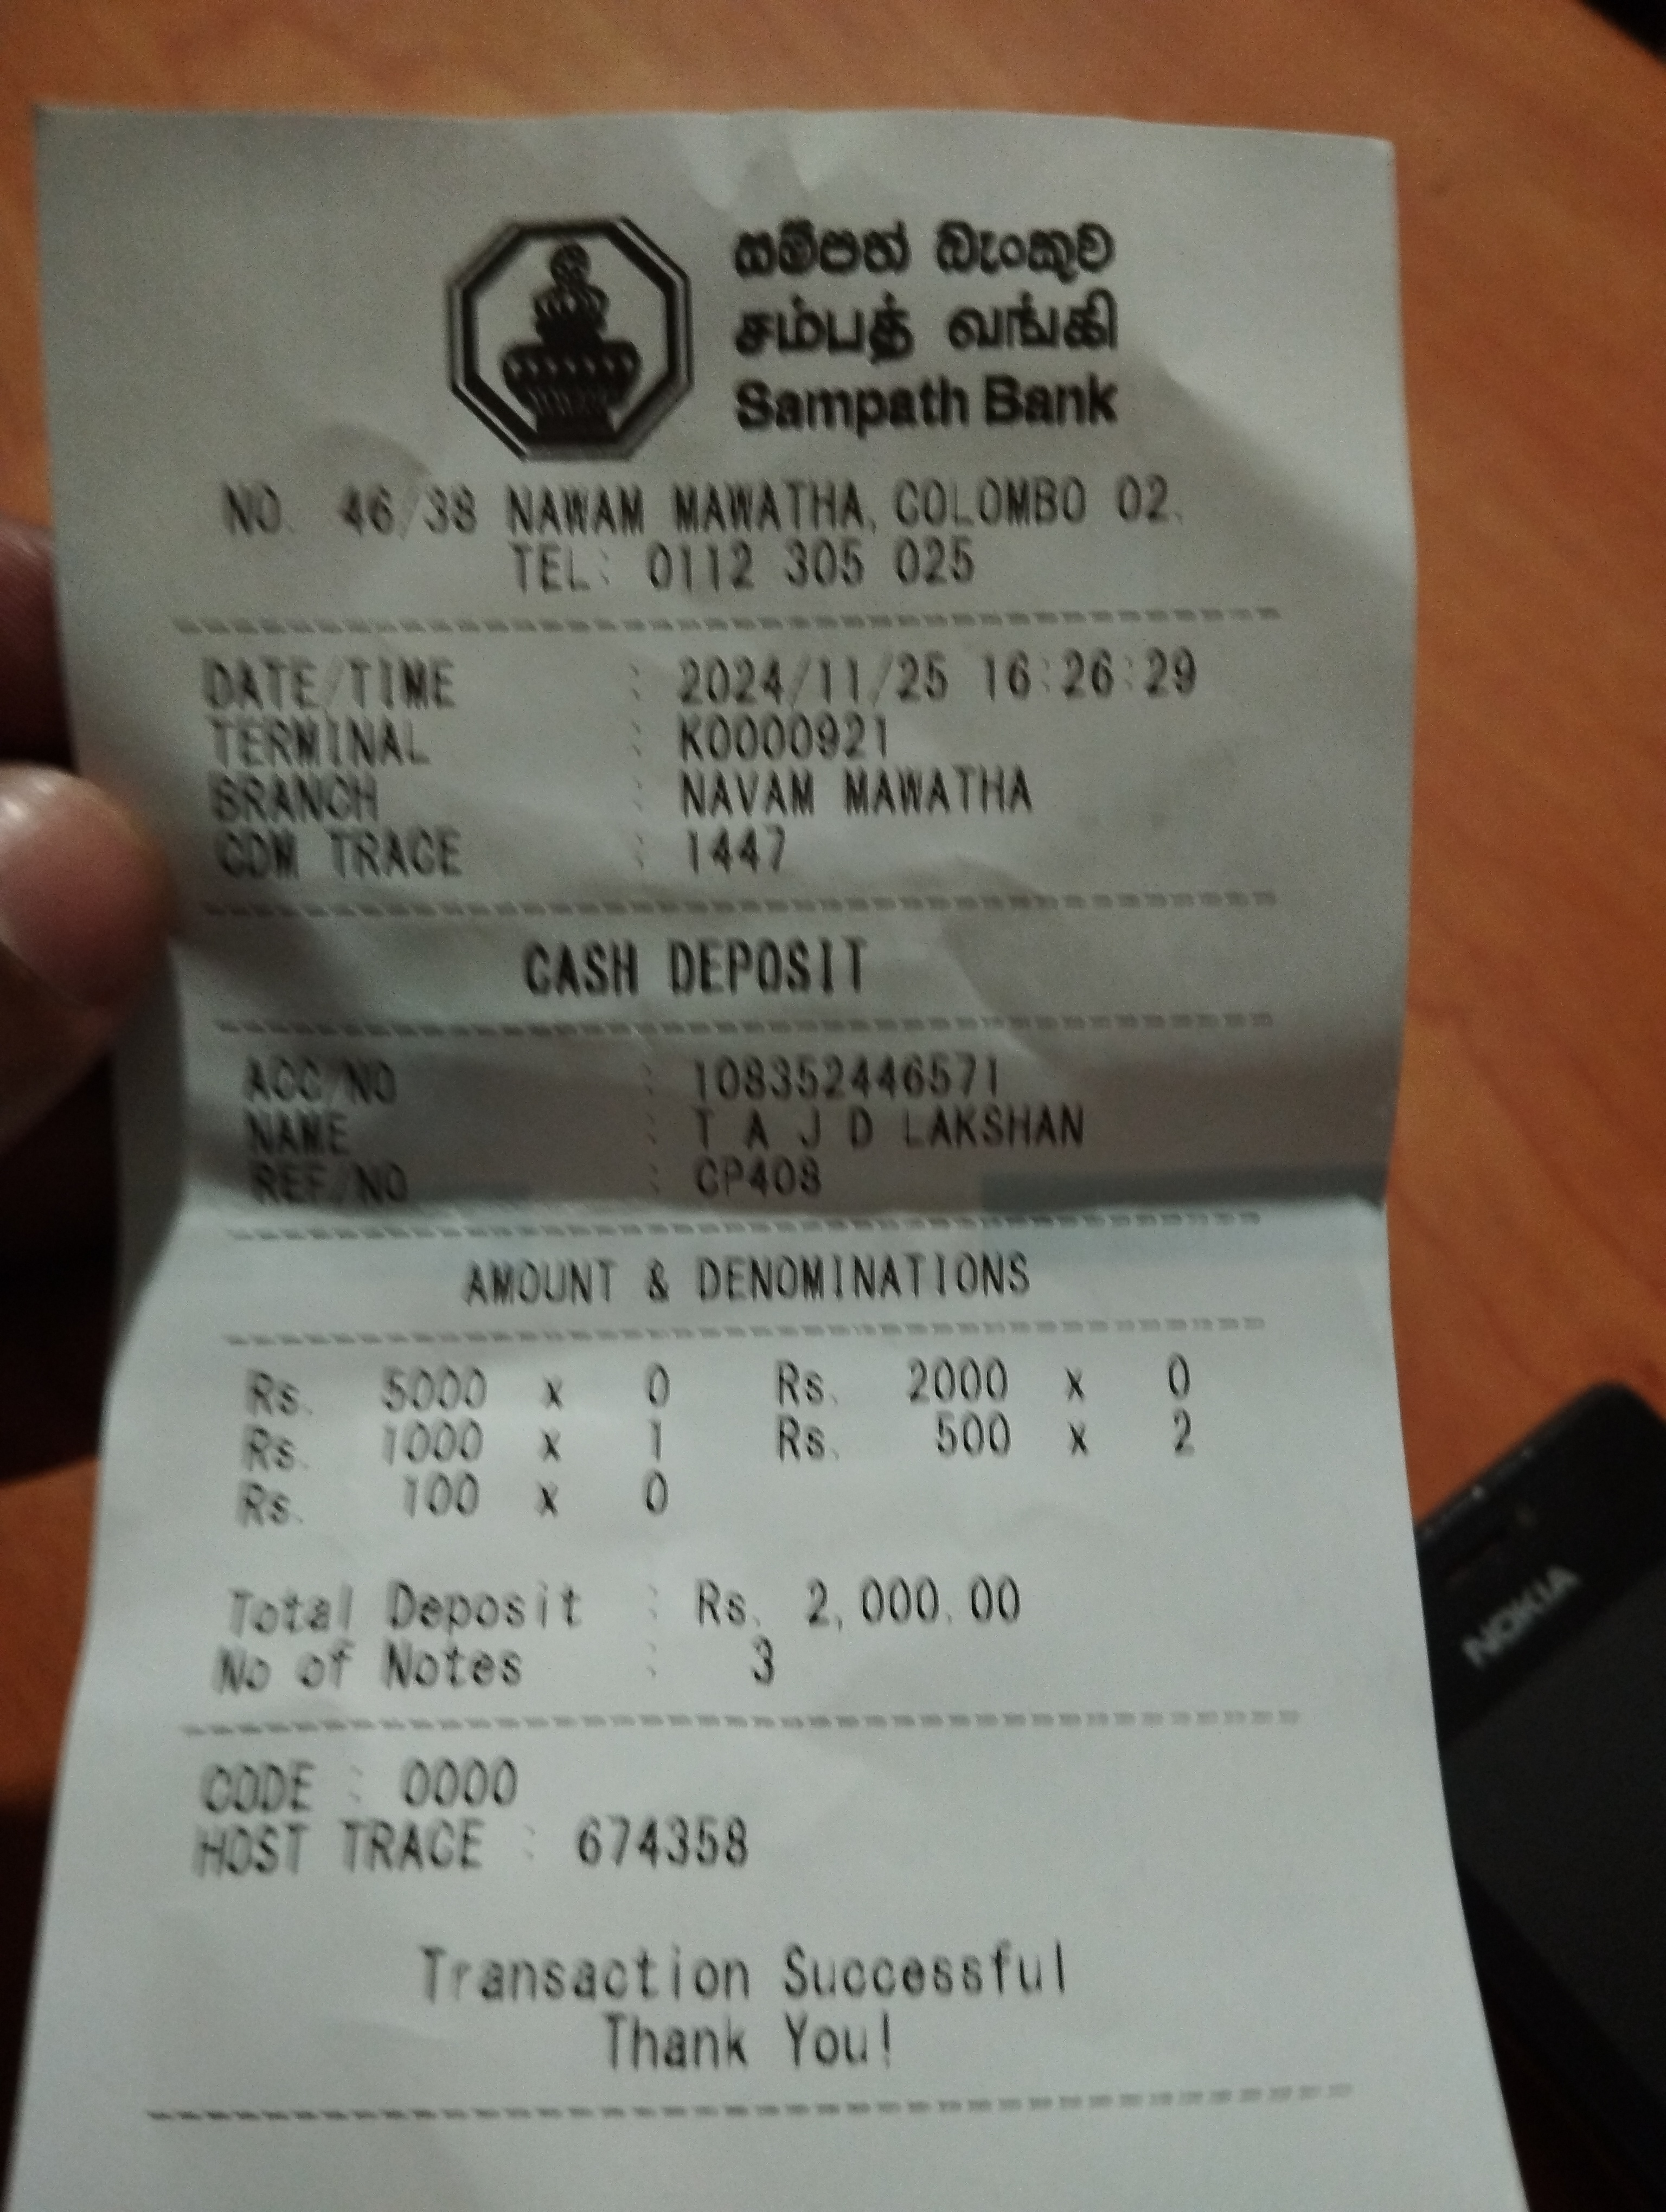 සම්පත් බැංකුව
சம்பத் வங்கி
Sampath Bank
NO. 46/38 NAWAM MAWATHA, COLOMBO 02.
TEL: 0112 305 025
DATE/TIME : 2024/11/25 16:26:29
TERMINAL : K0000921
BRANCH : NAVAM MAWATHA
CDM TRACE : 1447
CASH DEPOSIT
ACC/NO : 108352446571
NAME : T A J D LAKSHAN
REF/NO : CP408
AMOUNT & DENOMINATIONS
Rs. 5000 x 0 Rs. 2000 x 0
Rs. 1000 x 1 Rs. 500 x 2
Rs. 100 x 0
Total Deposit : Rs. 2,000.00
No of Notes : 3
CODE : 0000
HOST TRACE : 674358
Transaction Successful
Thank You!
NOKIA